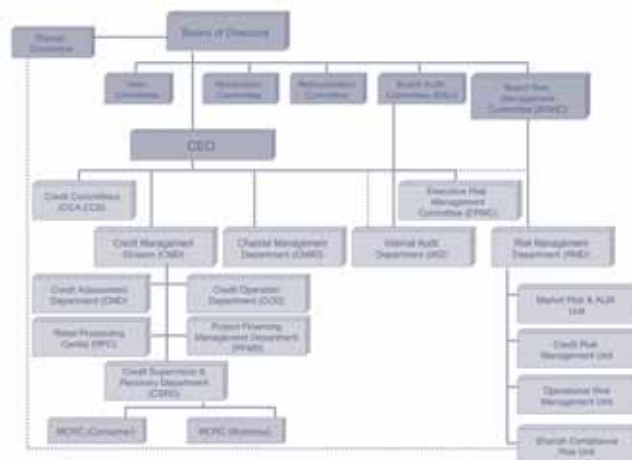 Shariah
Committee
Board of Directors
Committee
Nomination
Committee
Remuneration
Committee
Board Audit
Committee
Board Risk
Management
Committee (BRMC)
CEO
Credit Committees
(CCA,CCB)
Executive Risk
Management
Committee (ERMC)
Credit Management
Division (CMD)
Channel Management
Department (CHMD)
Internal Audit
Department (IAD)
Risk Management
Department (RMD)
Credit Assessment
Department (CMD)
Credit Operation
Department (COD)
Market Risk & ALM
Unit
Retail Processing
Center (RPC)
Project Financing
Management Department
(PFMD)
Credit Risk
Management Unit
Credit Supervision &
Recovery Department
(CSRD)
Operational Risk
Management Unit
MCRC (Consumer)
MCRC (Business)
Shariah Compliance
Risk Unit